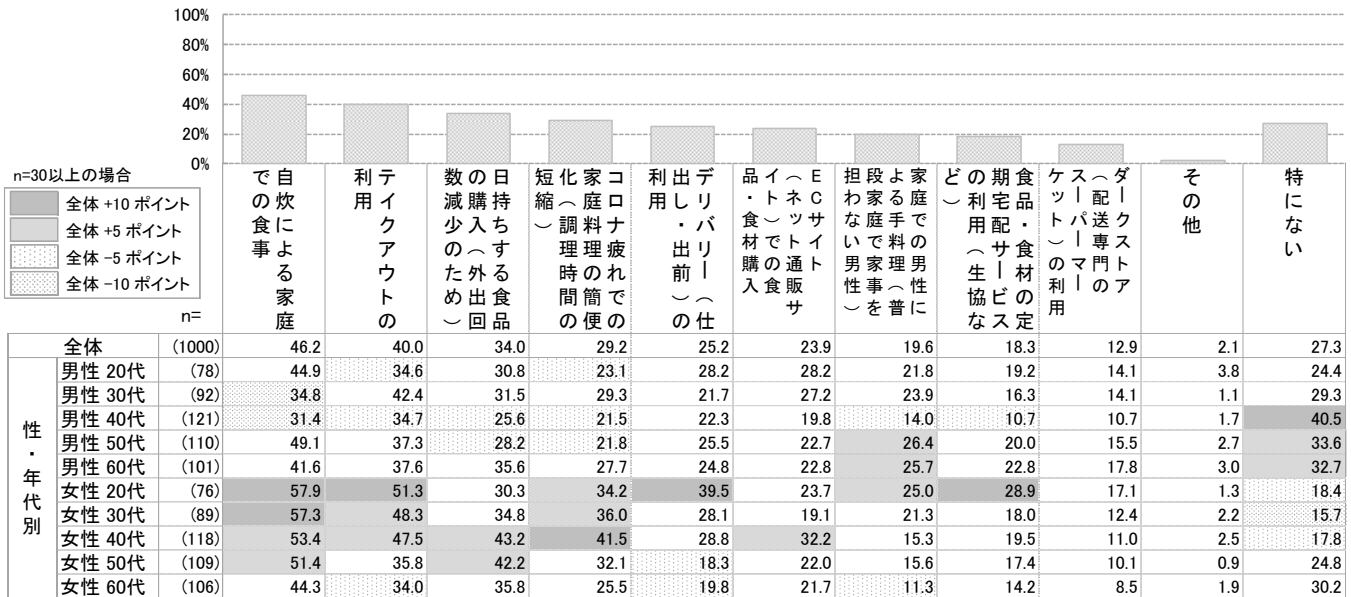 100%
80%
60%
40%
20%
0%
n=30以上の場合
全体 +10 ポイント
全体 +5 ポイント
全体 -5 ポイント
全体 -10 ポイント
n=
自炊による家庭
での食事
テイクアウトの
利用
日持ちする食品
の購入（外出回
数減少のため）
コロナ疲れでの
家庭料理の簡便
化（調理時間の
短縮）
デリバリー（仕
出し・出前）の
利用
ＥＣサイト
（ネット通販サ
イト）での食
品・食材購入
家庭での男性に
よる手料理（普
段家庭で家事を
担わない男性）
食品・食材の定
期宅配サービス
の利用（生協な
ど）
ダークストア
（配送専門の
スーパーマー
ケット）の利用
その他
特にない
全体 (1000) 46.2 40.0 34.0 29.2 25.2 23.9 19.6 18.3 12.9 2.1 27.3
性・年代別
男性 20代 (78) 44.9 34.6 30.8 23.1 28.2 28.2 21.8 19.2 14.1 3.8 24.4
男性 30代 (92) 34.8 42.4 31.5 29.3 21.7 27.2 23.9 16.3 14.1 1.1 29.3
男性 40代 (121) 31.4 34.7 25.6 21.5 22.3 19.8 14.0 10.7 10.7 1.7 40.5
男性 50代 (110) 49.1 37.3 28.2 21.8 25.5 22.7 26.4 20.0 15.5 2.7 33.6
男性 60代 (101) 41.6 37.6 35.6 27.7 24.8 22.8 25.7 22.8 17.8 3.0 32.7
女性 20代 (76) 57.9 51.3 30.3 34.2 39.5 23.7 25.0 28.9 17.1 1.3 18.4
女性 30代 (89) 57.3 48.3 34.8 36.0 28.1 19.1 21.3 18.0 12.4 2.2 15.7
女性 40代 (118) 53.4 47.5 43.2 41.5 28.8 32.2 15.3 19.5 11.0 2.5 17.8
女性 50代 (109) 51.4 35.8 42.2 32.1 18.3 22.0 15.6 17.4 10.1 0.9 24.8
女性 60代 (106) 44.3 34.0 35.8 25.5 19.8 21.7 11.3 14.2 8.5 1.9 30.2